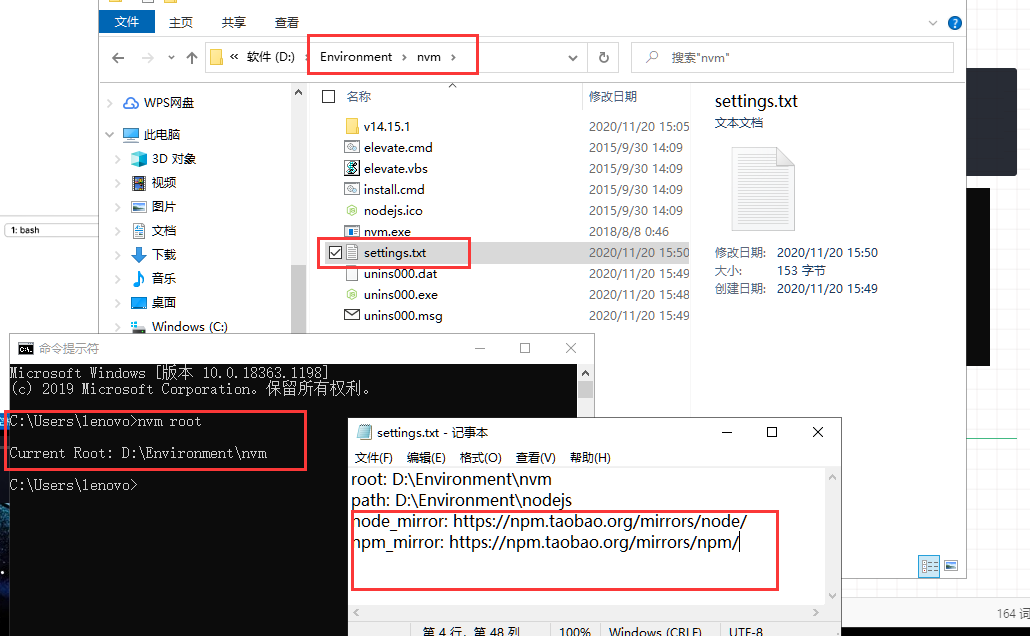 文件 主页 共享 查看
« 软件 (D:) › Environment › nvm ›
搜索"nvm"
WPS网盘
此电脑
3D 对象
视频
图片
文档
下载
音乐
桌面
Windows (C:)
名称 修改日期
v14.15.1 2020/11/20 15:05
elevate.cmd 2015/9/30 14:09
elevate.vbs 2015/9/30 14:09
install.cmd 2015/9/30 14:09
nodejs.ico 2015/9/30 14:09
nvm.exe 2018/8/8 0:46
settings.txt 2020/11/20 15:50
unins000.dat 2020/11/20 15:49
unins000.exe 2020/11/20 15:48
unins000.msg 2020/11/20 15:49
settings.txt
文本文档
修改日期: 2020/11/20 15:50
大小: 153 字节
创建日期: 2020/11/20 15:49
1: bash
命令提示符
Microsoft Windows [版本 10.0.18363.1198]
(c) 2019 Microsoft Corporation。保留所有权利。
C:\Users\lenovo>nvm root
Current Root: D:\Environment\nvm
C:\Users\lenovo>
settings.txt - 记事本
文件(F) 编辑(E) 格式(O) 查看(V) 帮助(H)
root: D:\Environment\nvm
path: D:\Environment\nodejs
node_mirror: https://npm.taobao.org/mirrors/node/
npm_mirror: https://npm.taobao.org/mirrors/npm/
第 4 行，第 48 列 100% Windows (CRLF) UTF-8
164 词